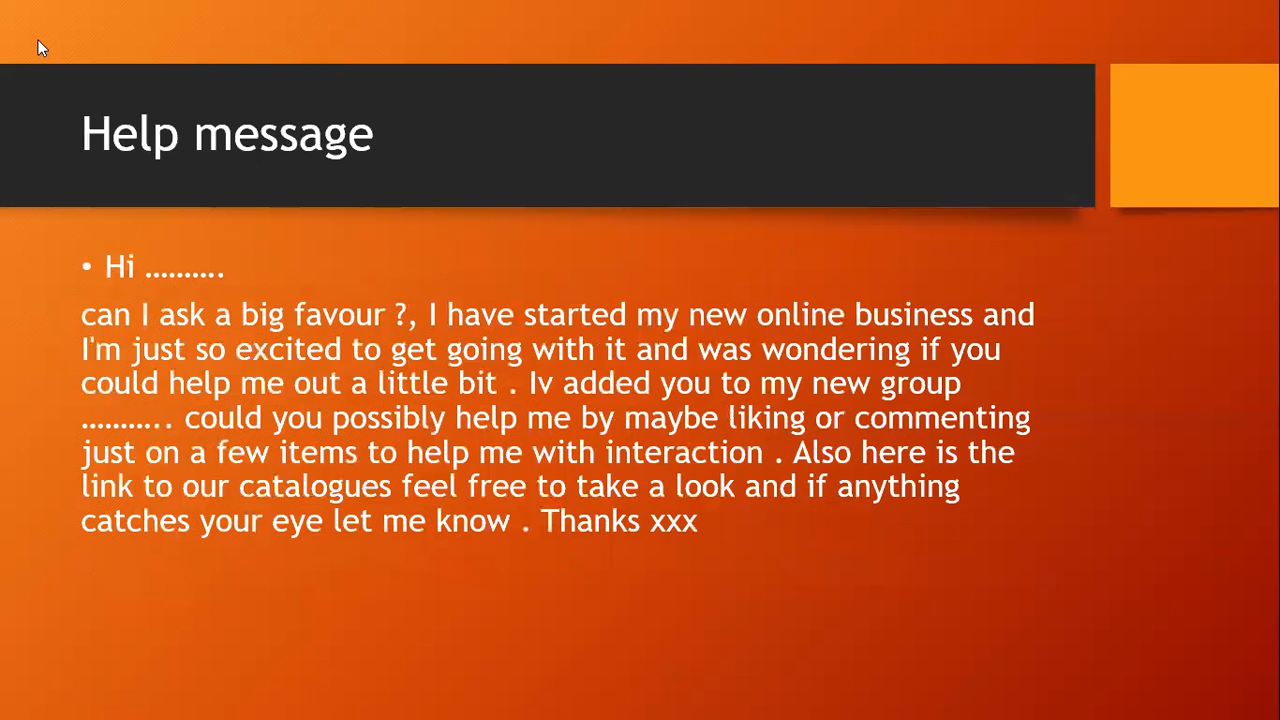 Help message
• Hi ……….
can I ask a big favour ?, I have started my new online business and
I'm just so excited to get going with it and was wondering if you
could help me out a little bit . Iv added you to my new group
……….. could you possibly help me by maybe liking or commenting
just on a few items to help me with interaction . Also here is the
link to our catalogues feel free to take a look and if anything
catches your eye let me know . Thanks xxx